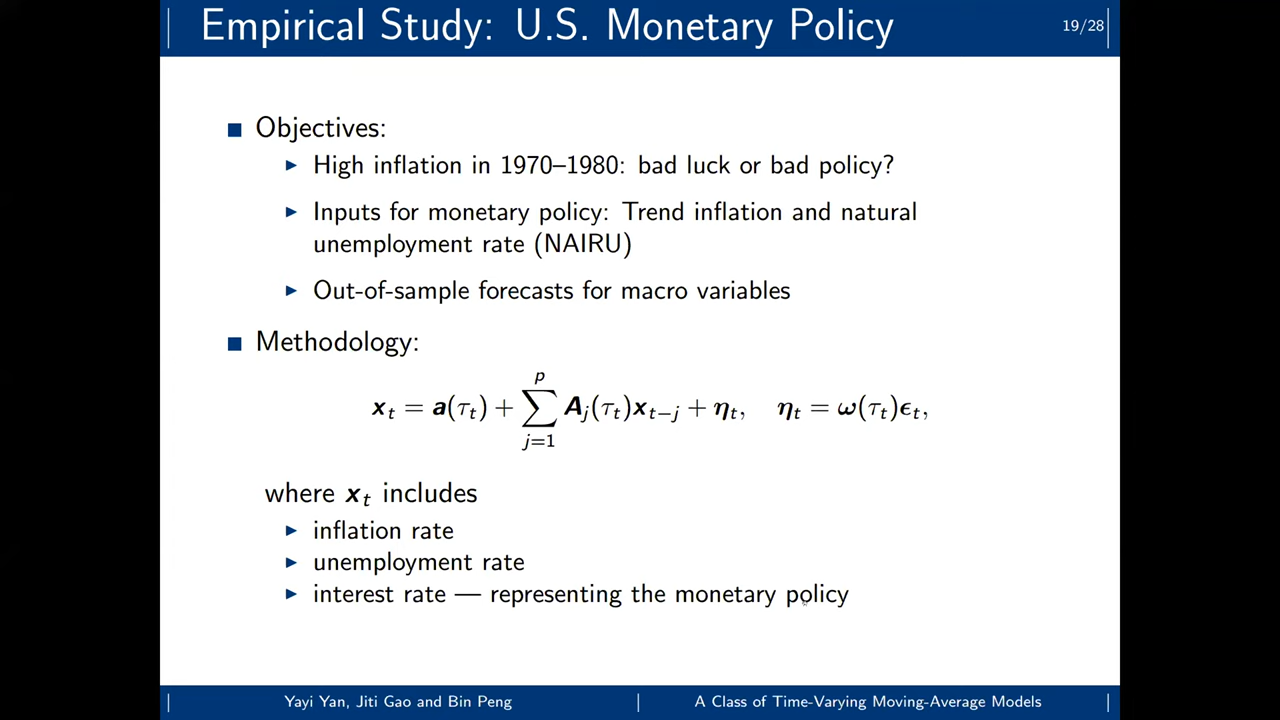 Empirical Study: U.S. Monetary Policy
19/28
■ Objectives:
▶ High inflation in 1970–1980: bad luck or bad policy?
▶ Inputs for monetary policy: Trend inflation and natural
unemployment rate (NAIRU)
▶ Out-of-sample forecasts for macro variables
■ Methodology:
x_t = a(τ_t) + ∑_{j=1}^{p} A_j(τ_t)x_{t−j} + η_t, η_t = ω(τ_t)ϵ_t,
where x_t includes
▶ inflation rate
▶ unemployment rate
▶ interest rate — representing the monetary policy
Yayi Yan, Jiti Gao and Bin Peng
A Class of Time-Varying Moving-Average Models